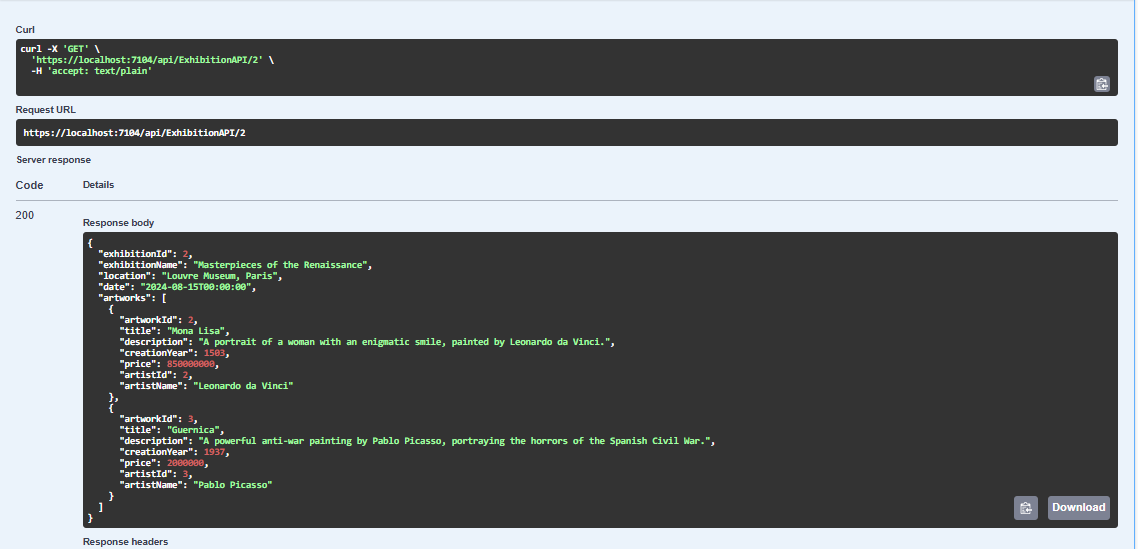 Curl
curl -X 'GET' \
'https://localhost:7104/api/ExhibitionAPI/2' \
-H 'accept: text/plain'
Request URL
https://localhost:7104/api/ExhibitionAPI/2
Server response
Code Details
200
Response body
{
"exhibitionId": 2,
"exhibitionName": "Masterpieces of the Renaissance",
"location": "Louvre Museum, Paris",
"date": "2024-08-15T00:00:00",
"artworks": [
{
"artworkId": 2,
"title": "Mona Lisa",
"description": "A portrait of a woman with an enigmatic smile, painted by Leonardo da Vinci.",
"creationYear": 1503,
"price": 850000000,
"artistId": 2,
"artistName": "Leonardo da Vinci"
},
{
"artworkId": 3,
"title": "Guernica",
"description": "A powerful anti-war painting by Pablo Picasso, portraying the horrors of the Spanish Civil War.",
"creationYear": 1937,
"price": 2000000,
"artistId": 3,
"artistName": "Pablo Picasso"
}
]
}
Download
Response headers